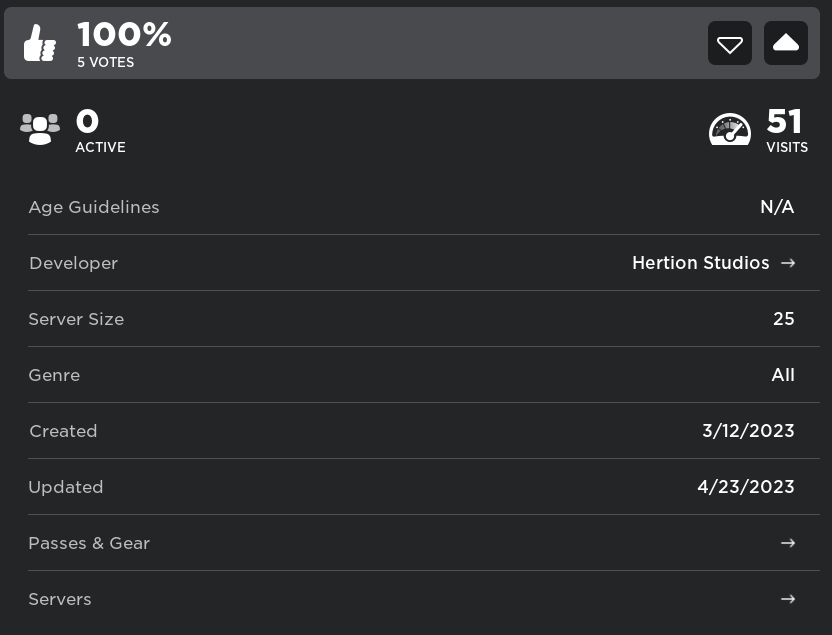 100%
5 VOTES
0
ACTIVE
51
VISITS
Age Guidelines N/A
Developer Hertion Studios →
Server Size 25
Genre All
Created 3/12/2023
Updated 4/23/2023
Passes & Gear →
Servers →